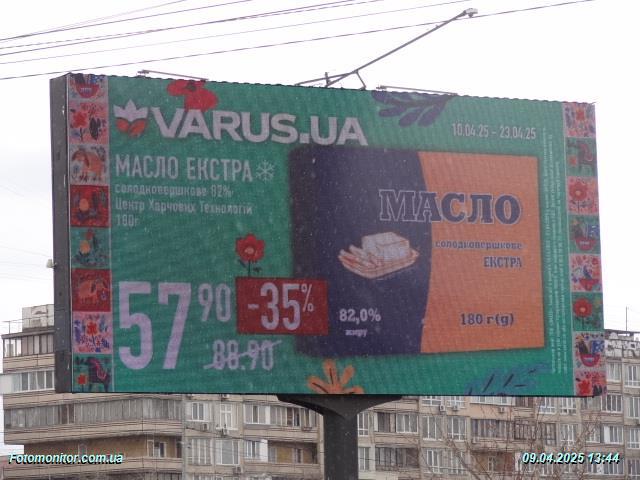 VARUS.UA
10.04.25 – 23.04.25
МАСЛО ЕКСТРА
солодковершкове 82%
Центр Харчових Технологій
180г
57 90
-35%
88.90
МАСЛО
солодковершкове
ЕКСТРА
82,0%
жиру
180 г(g)
Fotomonitor.com.ua
09.04.2025 13:44